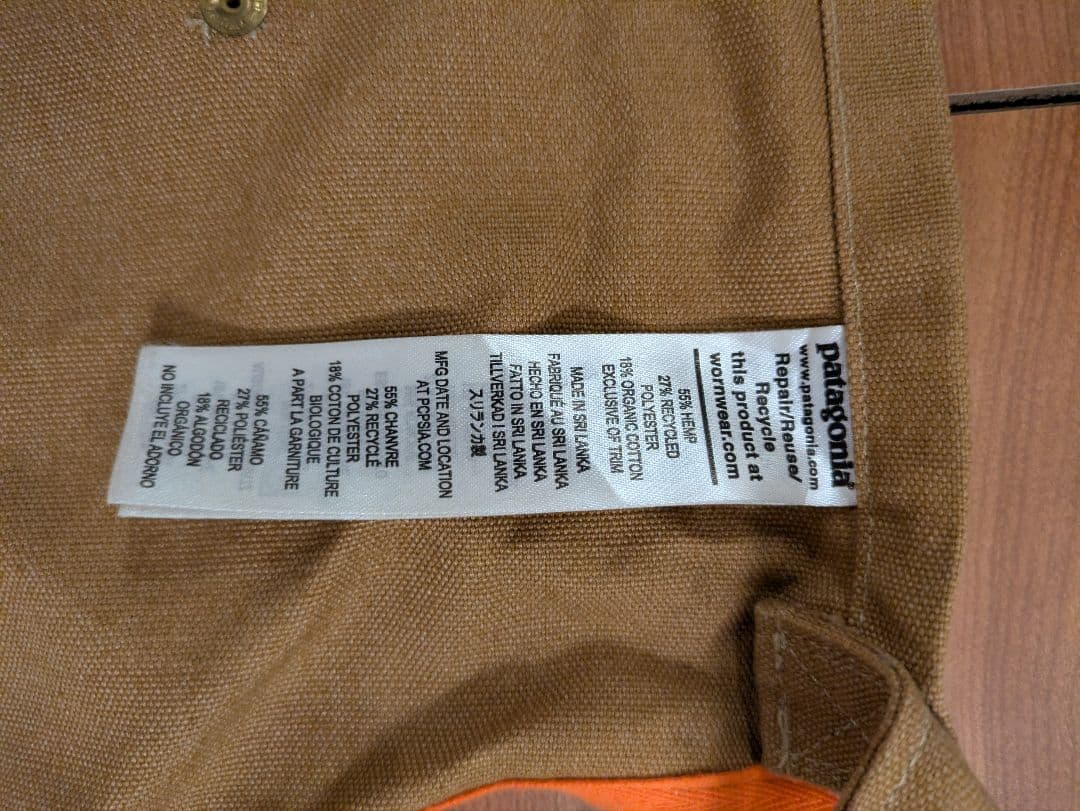 patagonia®
www.patagonia.com
Repair/Reuse/
Recycle
this product at
wornwear.com
55% HEMP
27% RECYCLED
POLYESTER
18% ORGANIC COTTON
EXCLUSIVE OF TRIM
MADE IN SRI LANKA
FABRIQUÉ AU SRI LANKA
HECHO EN SRI LANKA
FATTO IN SRI LANKA
TILLVERKAD I SRI LANKA
スリランカ製
MFG DATE AND LOCATION
AT PCPSIA.COM
55% CHANVRE
27% RECYCLÉ
POLYESTER
18% COTON DE CULTURE
BIOLOGIQUE
A PART LA GARNITURE
55% CÁÑAMO
27% POLIÉSTER
RECICLADO
18% ALGODÓN
ORGÁNICO
NO INCLUYE EL ADORNO